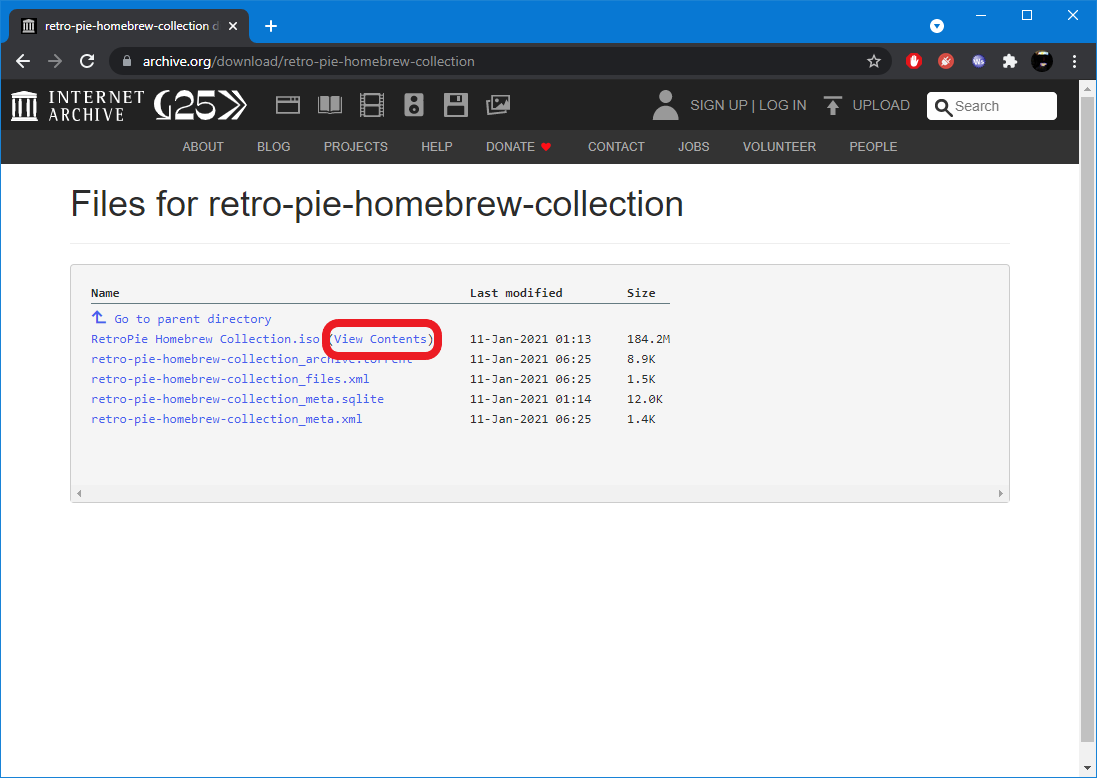 retro-pie-homebrew-collection d
archive.org/download/retro-pie-homebrew-collection
INTERNET
ARCHIVE
25
SIGN UP | LOG IN
UPLOAD
Search
ABOUT BLOG PROJECTS HELP DONATE CONTACT JOBS VOLUNTEER PEOPLE
Files for retro-pie-homebrew-collection
Name Last modified Size
Go to parent directory
RetroPie Homebrew Collection.iso (View Contents) 11-Jan-2021 01:13 184.2M
retro-pie-homebrew-collection_archive.torrent 11-Jan-2021 06:25 8.9K
retro-pie-homebrew-collection_files.xml 11-Jan-2021 06:25 1.5K
retro-pie-homebrew-collection_meta.sqlite 11-Jan-2021 01:14 12.0K
retro-pie-homebrew-collection_meta.xml 11-Jan-2021 06:25 1.4K